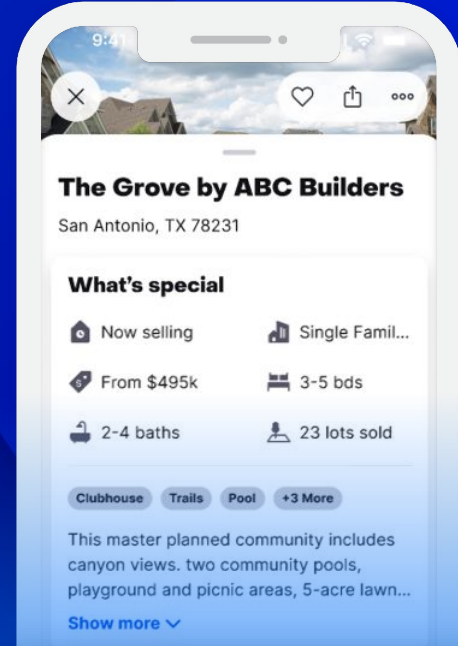 9:41
The Grove by ABC Builders
San Antonio, TX 78231
What's special
Now selling
Single Famil...
From $495k
3-5 bds
2-4 baths
23 lots sold
Clubhouse
Trails
Pool
+3 More
This master planned community includes
canyon views. two community pools,
playground and picnic areas, 5-acre lawn...
Show more